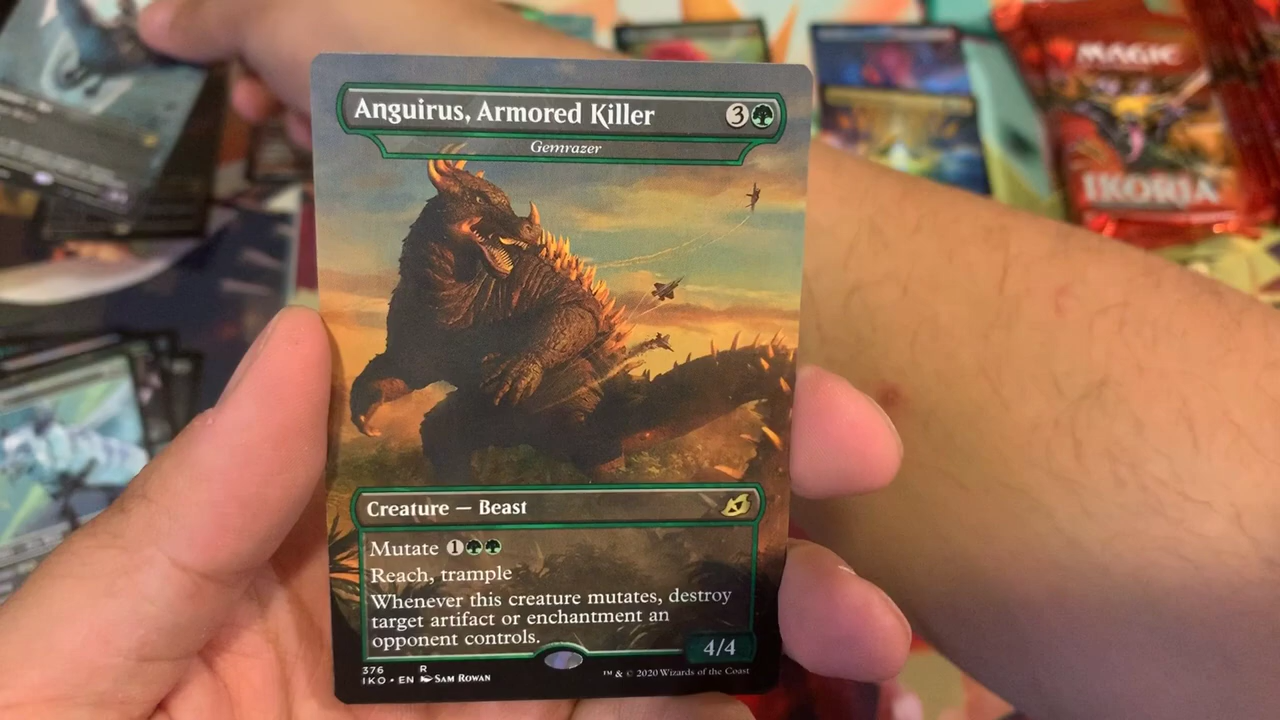 Anguirus, Armored Killer 3
Gemrazer
Creature — Beast
Mutate 1
Reach, trample
Whenever this creature mutates, destroy
target artifact or enchantment an
opponent controls.
4/4
376 R
IKO • EN SAM ROWAN
™ & © 2020 Wizards of the Coast
MAGIC
IKORIA